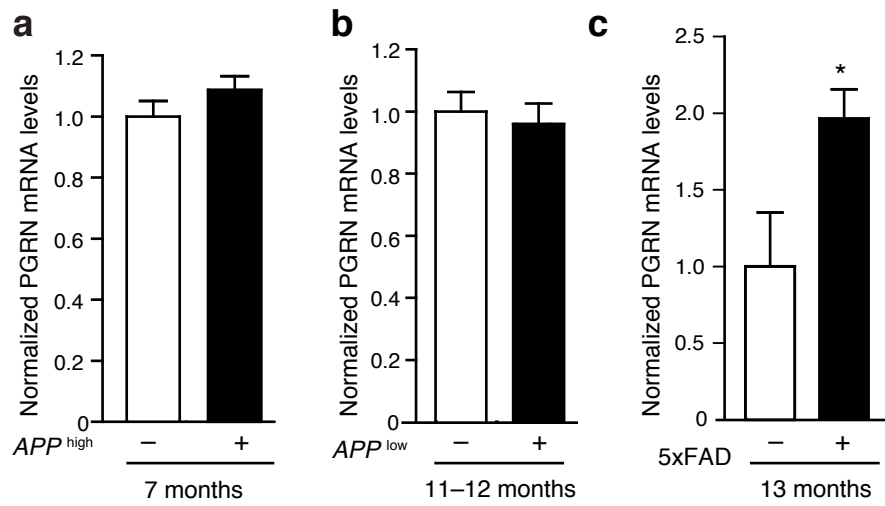 a
Normalized PGRN mRNA levels
1.2
1.0
0.8
0.6
0.4
0.2
0
APP high
– +
7 months
b
Normalized PGRN mRNA levels
1.2
1.0
0.8
0.6
0.4
0.2
0
APP low
– +
11–12 months
c
Normalized PGRN mRNA levels
2.5
2.0
1.5
1.0
0.5
0
*
5xFAD
– +
13 months